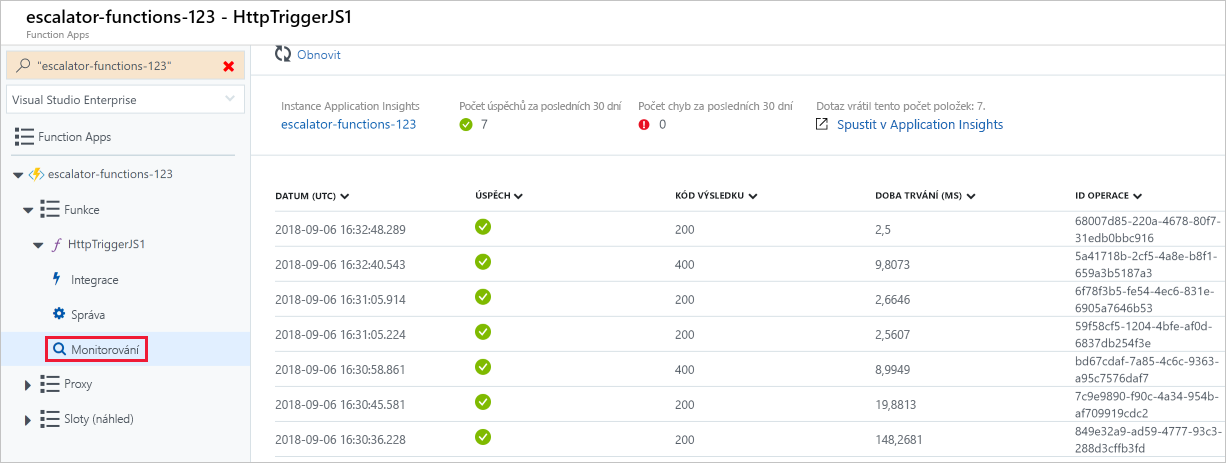 escalator-functions-123 - HttpTriggerJS1
Function Apps
"escalator-functions-123"
Visual Studio Enterprise
Function Apps
escalator-functions-123
Funkce
HttpTriggerJS1
Integrace
Správa
Monitorování
Proxy
Sloty (náhled)
Obnovit
Instance Application Insights
escalator-functions-123
Počet úspěchů za posledních 30 dní
7
Počet chyb za posledních 30 dní
0
Dotaz vrátil tento počet položek: 7.
Spustit v Application Insights
DATUM (UTC) ÚSPĚCH KÓD VÝSLEDKU DOBA TRVÁNÍ (MS) ID OPERACE
2018-09-06 16:32:48.289 200 2,5 68007d85-220a-4678-80f7-
31edb0bbc916
2018-09-06 16:32:40.543 400 9,8073 5a41718b-2cf5-4a8e-b8f1-
659a3b5187a3
2018-09-06 16:31:05.914 200 2,6646 6f78f3b5-fe54-4ec6-831e-
6905a7646b53
2018-09-06 16:31:05.224 200 2,5607 59f58cf5-1204-4bfe-af0d-
6837db254f3e
2018-09-06 16:30:58.861 400 8,9949 bd67cdaf-7a85-4c6c-9363-
a95c7576daf7
2018-09-06 16:30:45.581 200 19,8813 7c9e9890-f90c-4a34-954b-
af709919cdc2
2018-09-06 16:30:36.228 200 148,2681 849e32a9-ad59-4777-93c3-
288d3cffb3fd